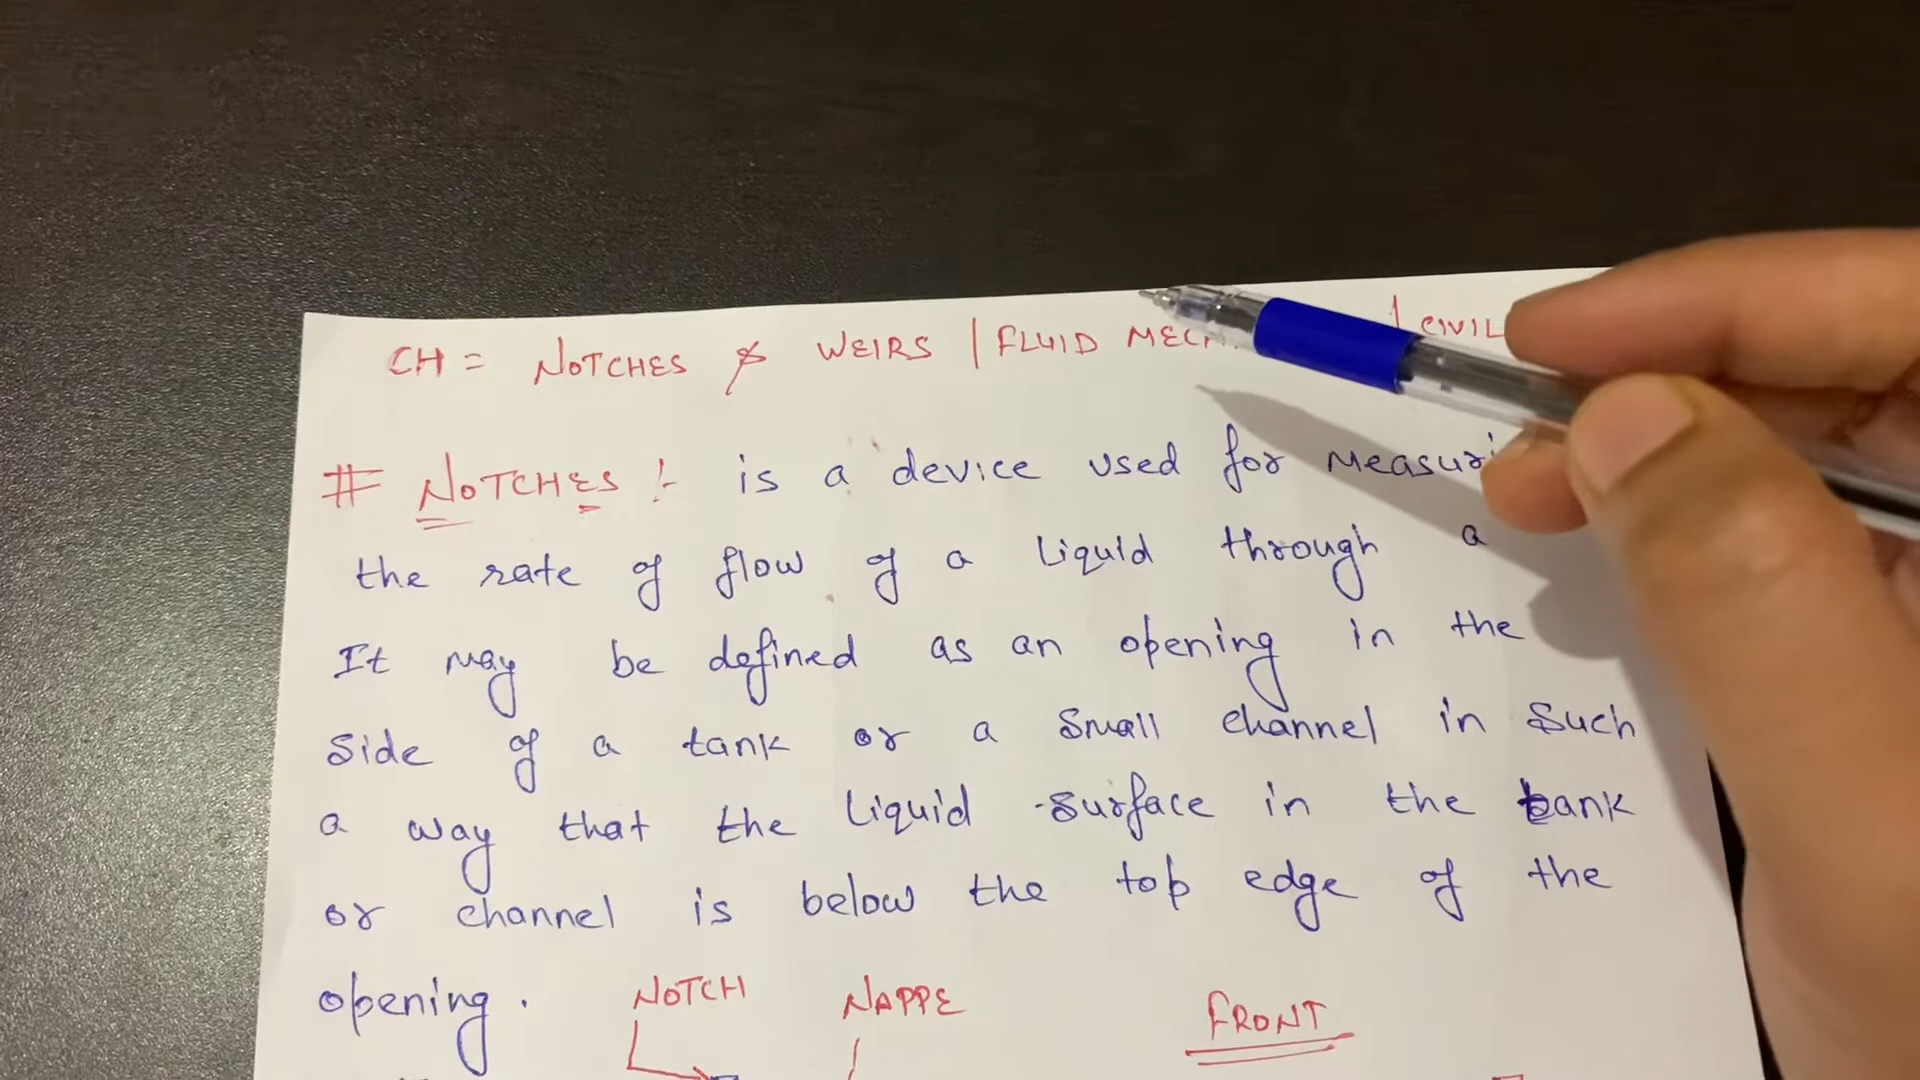 CH = NOTCHES & WEIRS | FLUID MEC | CIVIL
# NOTCHES :- is a device used for measuri
the rate of flow of a liquid through a
It may be defined as an opening in the
side of a tank or a small channel in such
a way that the liquid surface in the tank
or channel is below the top edge of the
opening.
NOTCH NAPPE FRONT